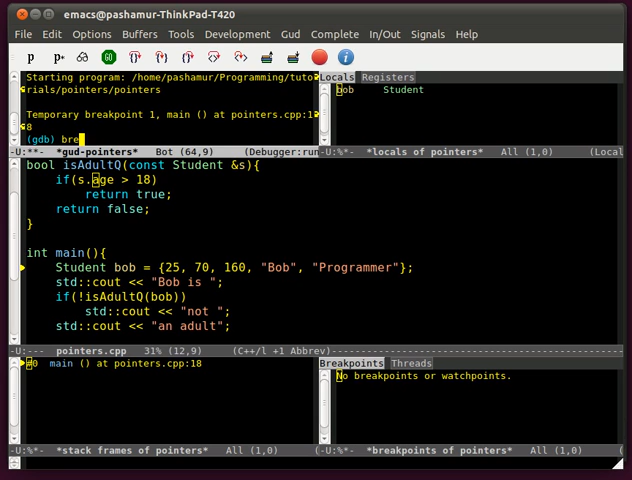 emacs@pashamur-ThinkPad-T420
File Edit Options Buffers Tools Development Gud Complete In/Out Signals Help
p p* GO
Starting program: /home/pashamur/Programming/tuto
rials/pointers/pointers
Temporary breakpoint 1, main () at pointers.cpp:1
8
(gdb) bre
-U:**- *gud-pointers* Bot (64,9) (Debugger:run
Locals Registers
bob Student
-U:%*- *locals of pointers* All (1,0) (Local
bool isAdultQ(const Student &s){
if(s.age > 18)
return true;
return false;
}
int main(){
Student bob = {25, 70, 160, "Bob", "Programmer"};
std::cout << "Bob is ";
if(!isAdultQ(bob))
std::cout << "not ";
std::cout << "an adult";
-U:--- pointers.cpp 31% (12,9) (C++/l +1 Abbrev)
#0 main () at pointers.cpp:18
-U:%*- *stack frames of pointers* All (1,0) (
Breakpoints Threads
No breakpoints or watchpoints.
-U:%*- *breakpoints of pointers* All (1,0) (